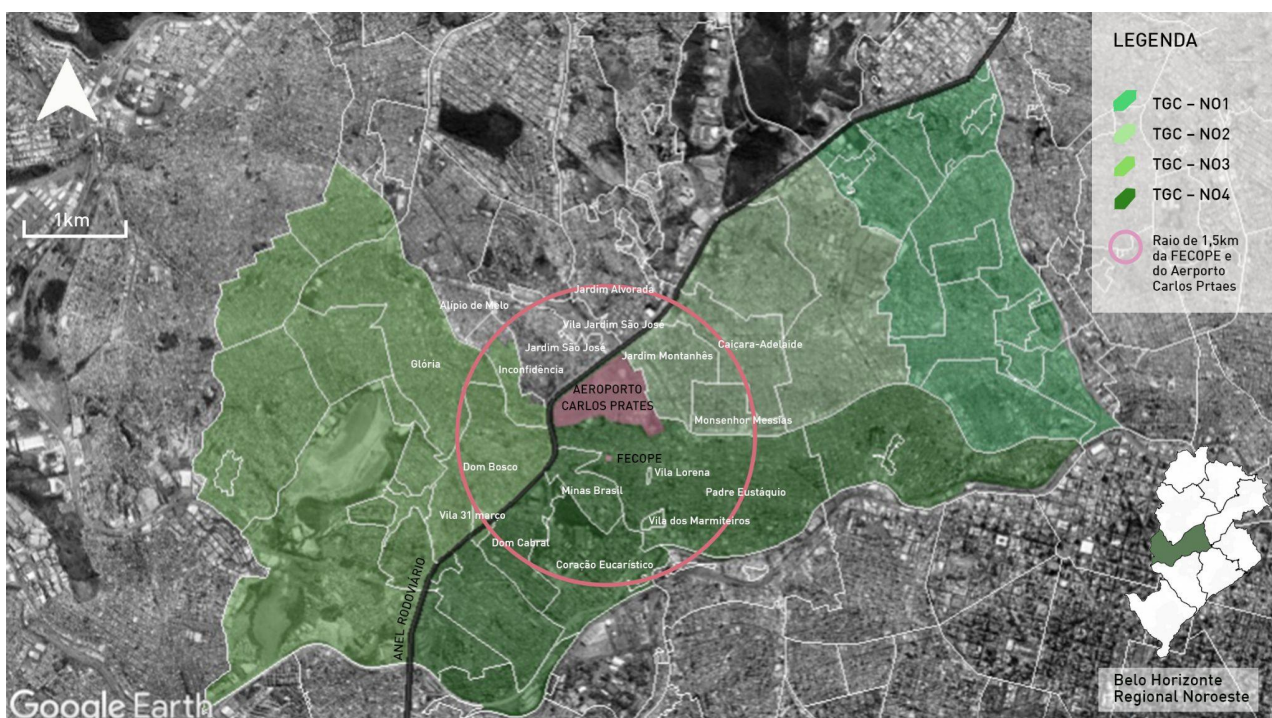 LEGENDA
TGC – NO1
TGC – NO2
TGC – NO3
TGC – NO4
Raio de 1,5km
da FECOPE e
do Aerporto
Carlos Prtaes
1km
Jardim Alvorada
Alípio de Melo
Vila Jardim São José
Jardim São José
Jardim Montanhês
Caiçara-Adelaide
Glória
Inconfidência
AEROPORTO
CARLOS PRATES
Monsenhor Messias
FECOPE
Dom Bosco
Vila Lorena
Minas Brasil
Padre Eustáquio
Vila 31 março
Vila dos Marmiteiros
Dom Cabral
Coração Eucarístico
ANEL RODOVIÁRIO
Belo Horizonte
Regional Noroeste
Google Earth